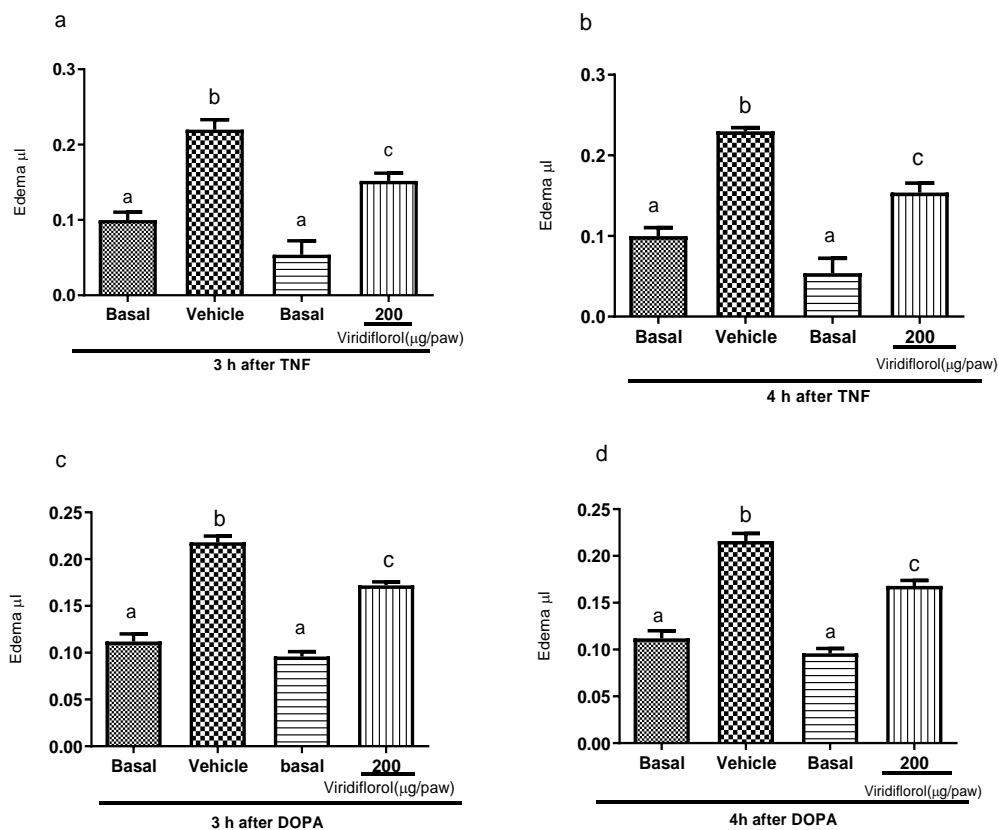 a
0.3
0.2
0.1
0.0
Edema µl
a
b
a
c
Basal
Vehicle
Basal
200
Viridiflorol(µg/paw)
3 h after TNF
b
0.3
0.2
0.1
0.0
Edema µl
a
b
a
c
Basal
Vehicle
Basal
200
Viridiflorol(µg/paw)
4 h after TNF
c
0.25
0.20
0.15
0.10
0.05
0.00
Edema µl
a
b
a
c
Basal
Vehicle
basal
200
Viridiflorol(µg/paw)
3 h after DOPA
d
0.25
0.20
0.15
0.10
0.05
0.00
Edema µl
a
b
a
c
Basal
Vehicle
Basal
200
Viridiflorol(µg/paw)
4h after DOPA